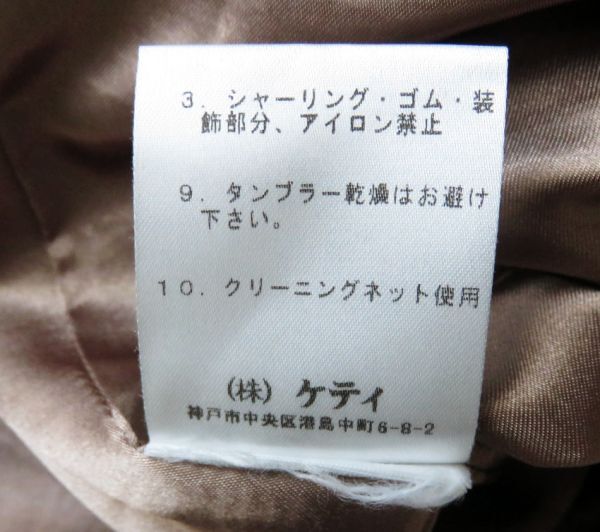 3. シャーリング・ゴム・装
飾部分、アイロン禁止
9. タンブラー乾燥はお避け
下さい。
10. クリーニングネット使用
(株) ケティ
神戸市中央区港島中町6-8-2